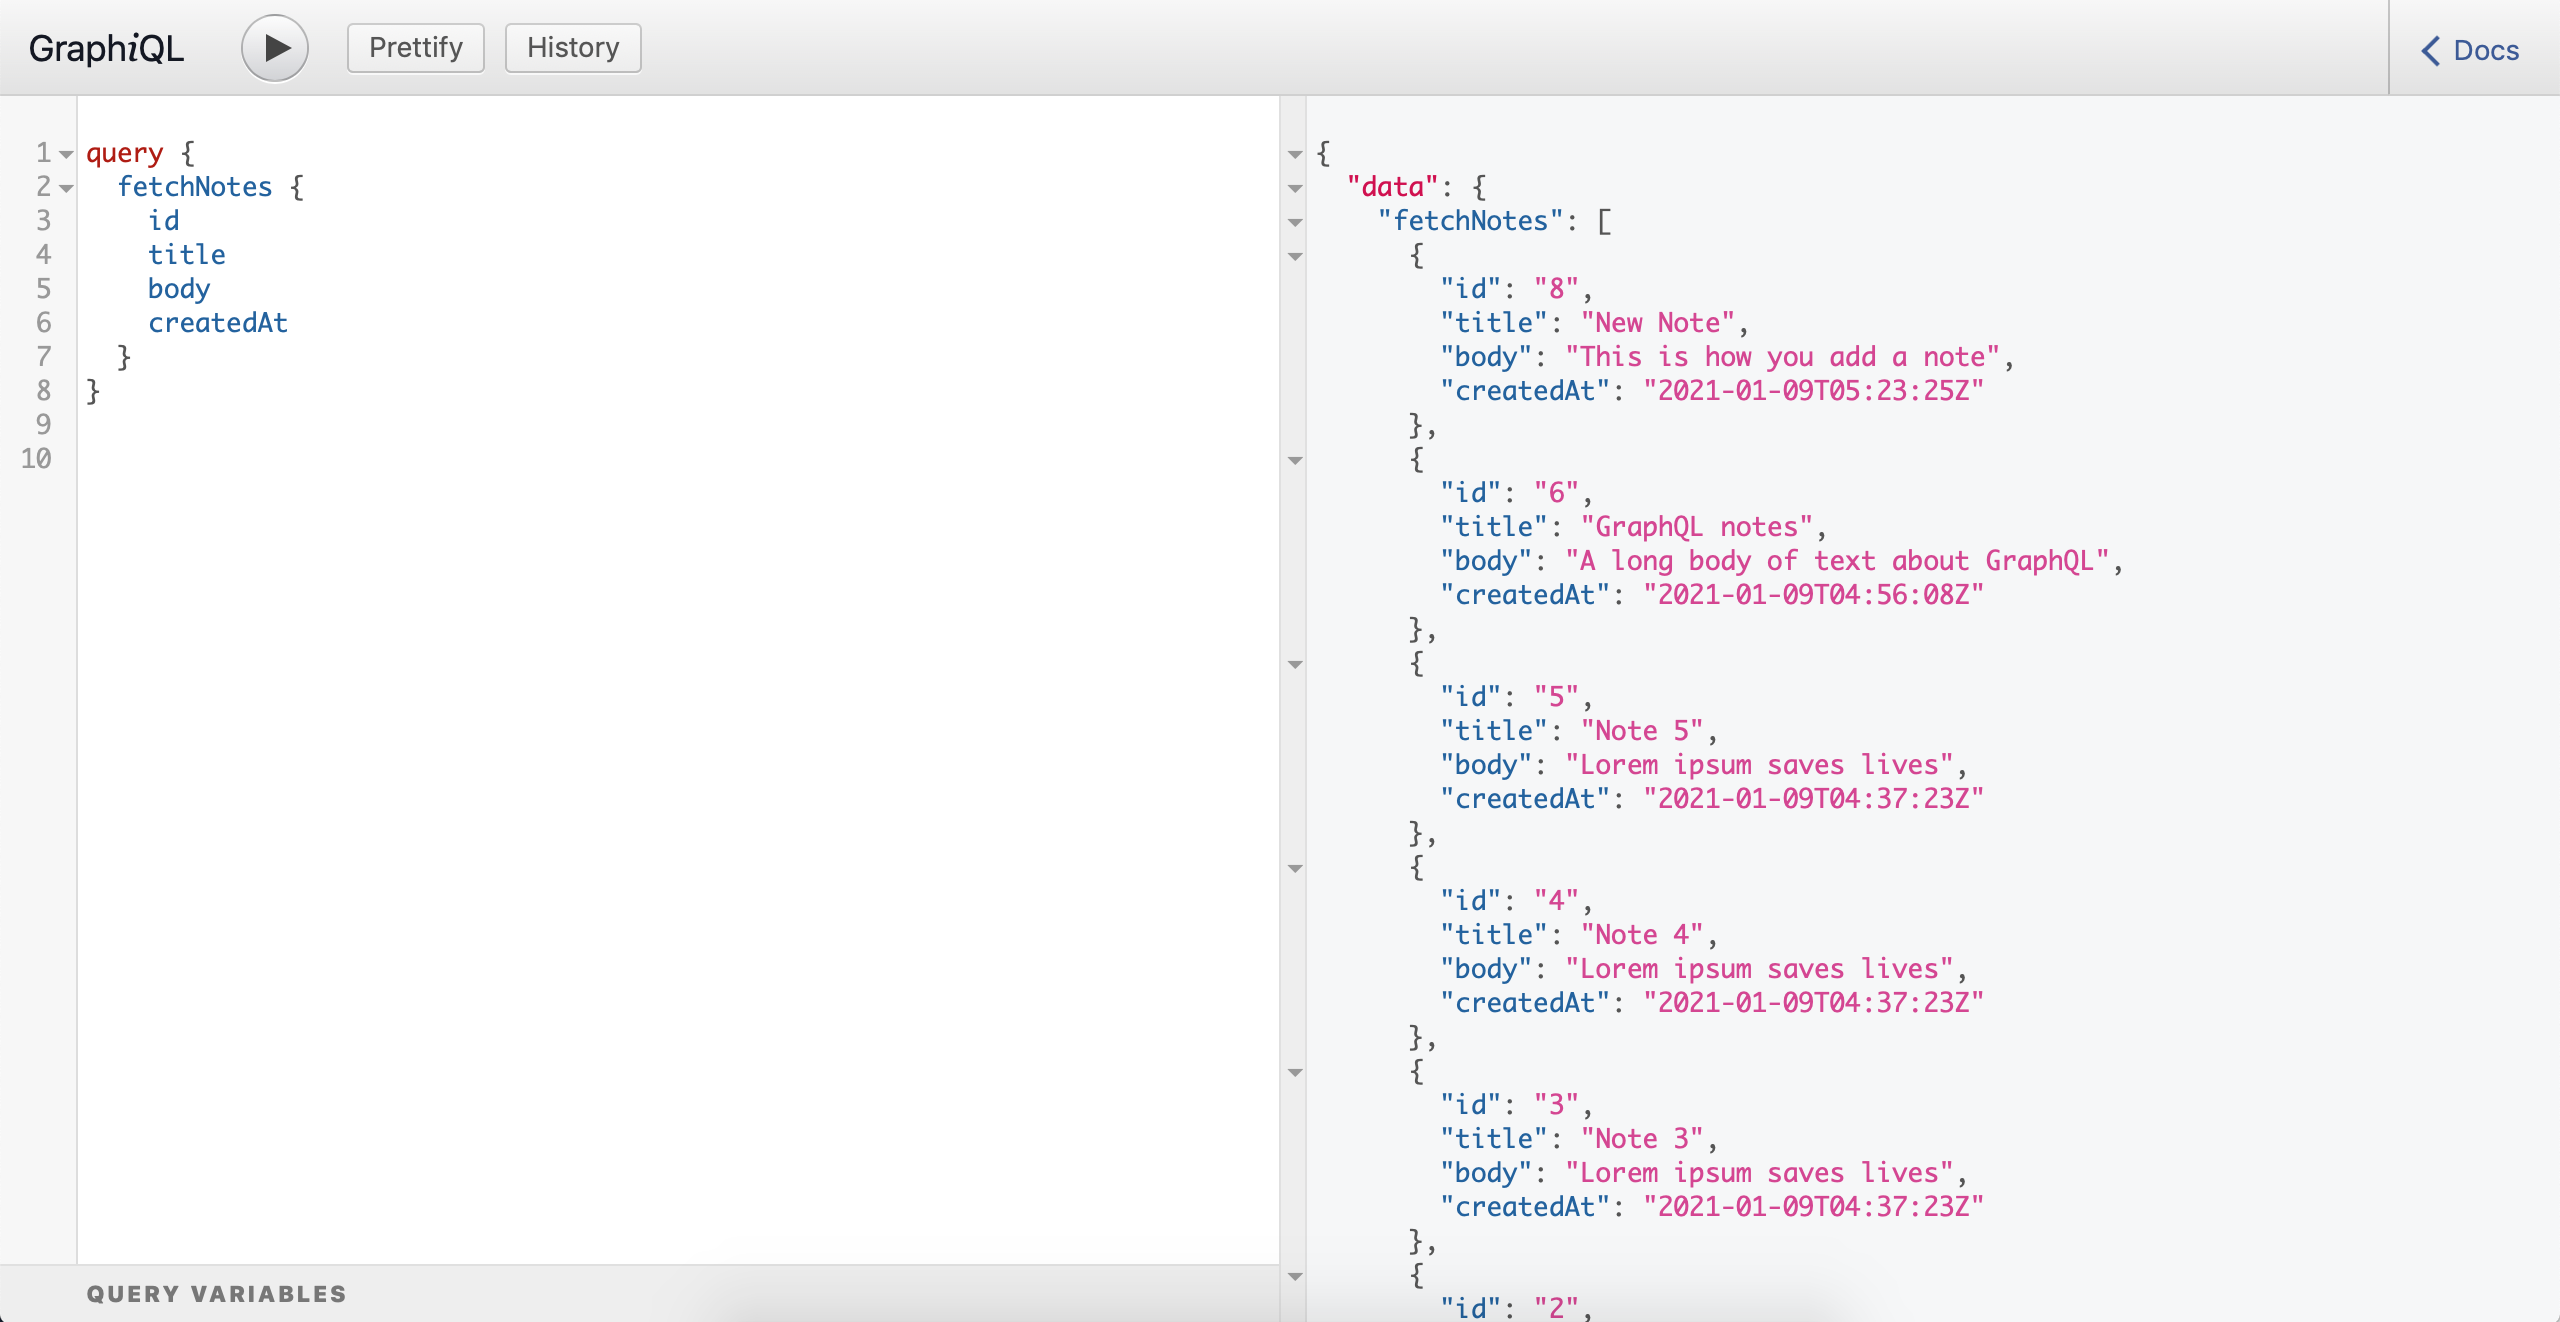 GraphiQL
Prettify
History
Docs
1 query {
2 fetchNotes {
3 id
4 title
5 body
6 createdAt
7 }
8 }
9
10
QUERY VARIABLES
{
"data": {
"fetchNotes": [
{
"id": "8",
"title": "New Note",
"body": "This is how you add a note",
"createdAt": "2021-01-09T05:23:25Z"
},
{
"id": "6",
"title": "GraphQL notes",
"body": "A long body of text about GraphQL",
"createdAt": "2021-01-09T04:56:08Z"
},
{
"id": "5",
"title": "Note 5",
"body": "Lorem ipsum saves lives",
"createdAt": "2021-01-09T04:37:23Z"
},
{
"id": "4",
"title": "Note 4",
"body": "Lorem ipsum saves lives",
"createdAt": "2021-01-09T04:37:23Z"
},
{
"id": "3",
"title": "Note 3",
"body": "Lorem ipsum saves lives",
"createdAt": "2021-01-09T04:37:23Z"
},
{
"id": "2",